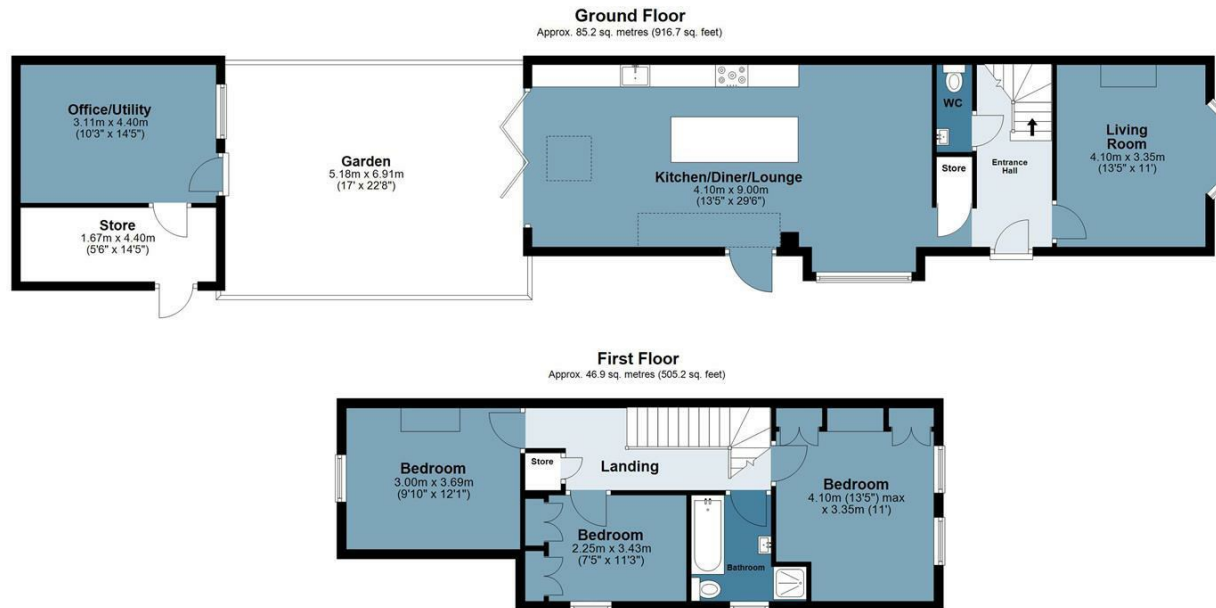 Ground Floor
Approx. 85.2 sq. metres (916.7 sq. feet)
Office/Utility
3.11m x 4.40m
(10'3" x 14'5")
Store
1.67m x 4.40m
(5'6" x 14'5")
Garden
5.18m x 6.91m
(17' x 22'8")
Kitchen/Diner/Lounge
4.10m x 9.00m
(13'5" x 29'6")
WC
Store
Entrance
Hall
Living
Room
4.10m x 3.35m
(13'5" x 11')
First Floor
Approx. 46.9 sq. metres (505.2 sq. feet)
Bedroom
3.00m x 3.69m
(9'10" x 12'1")
Store
Landing
Bedroom
2.25m x 3.43m
(7'5" x 11'3")
Bathroom
Bedroom
4.10m (13'5") max
x 3.35m (11')